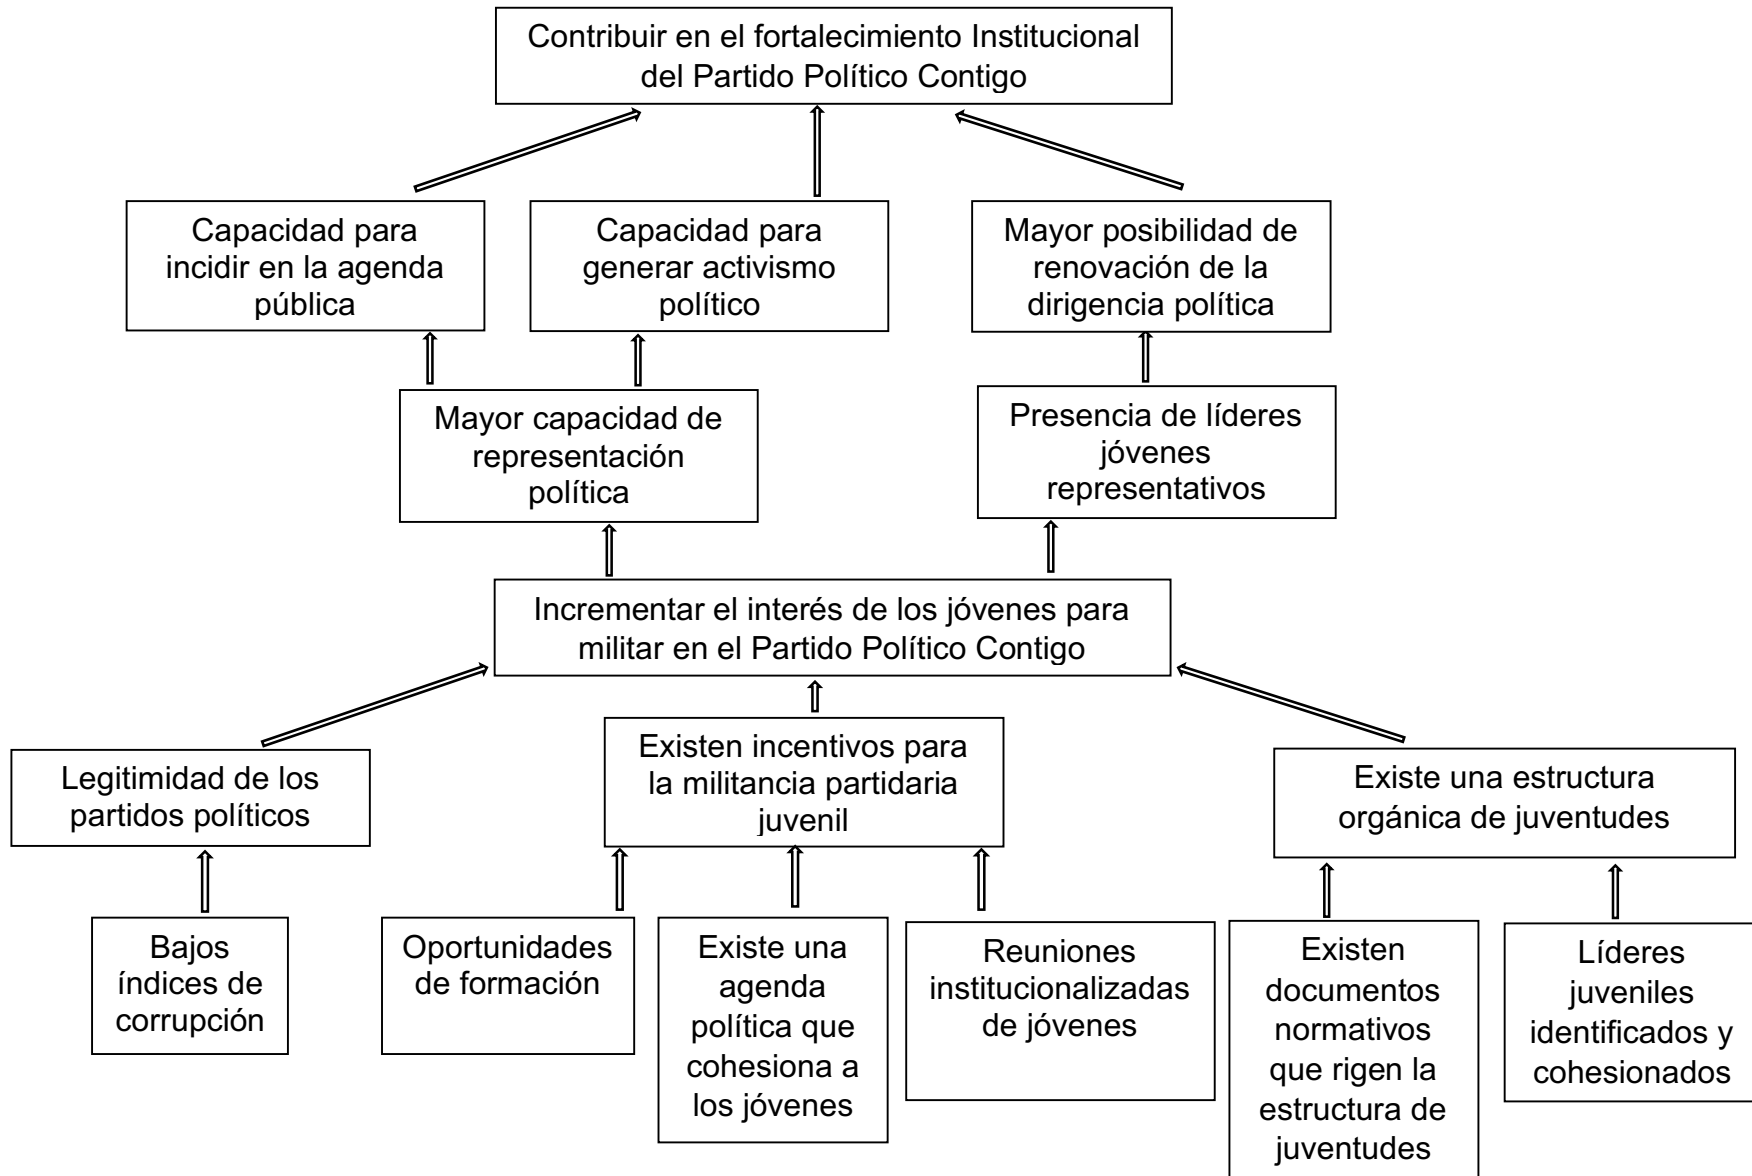 Contribuir en el fortalecimiento Institucional
del Partido Político Contigo
Capacidad para
incidir en la agenda
pública
Capacidad para
generar activismo
político
Mayor posibilidad de
renovación de la
dirigencia política
Mayor capacidad de
representación
política
Presencia de líderes
jóvenes
representativos
Incrementar el interés de los jóvenes para
militar en el Partido Político Contigo
Legitimidad de los
partidos políticos
Existen incentivos para
la militancia partidaria
juvenil
Existe una estructura
orgánica de juventudes
Bajos
índices de
corrupción
Oportunidades
de formación
Existe una
agenda
política que
cohesiona a
los jóvenes
Reuniones
institucionalizadas
de jóvenes
Existen
documentos
normativos
que rigen la
estructura de
juventudes
Líderes
juveniles
identificados y
cohesionados